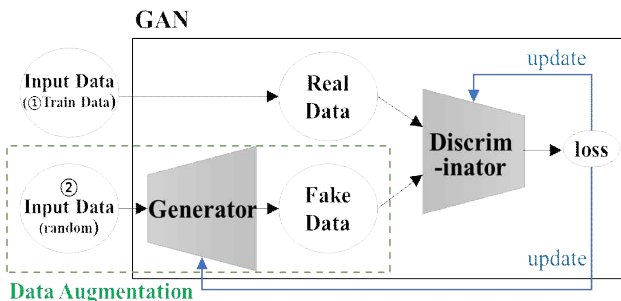 GAN
Input Data
(①Train Data)
Real
Data
update
Discrim
-inator
loss
②
Input Data
(random)
Generator
Fake
Data
update
Data Augmentation